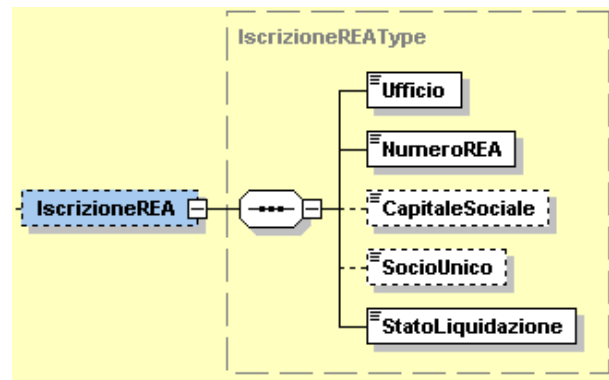 IscrizioneREAType
Ufficio
NumeroREA
IscrizioneREA
CapitaleSociale
SocioUnico
StatoLiquidazione